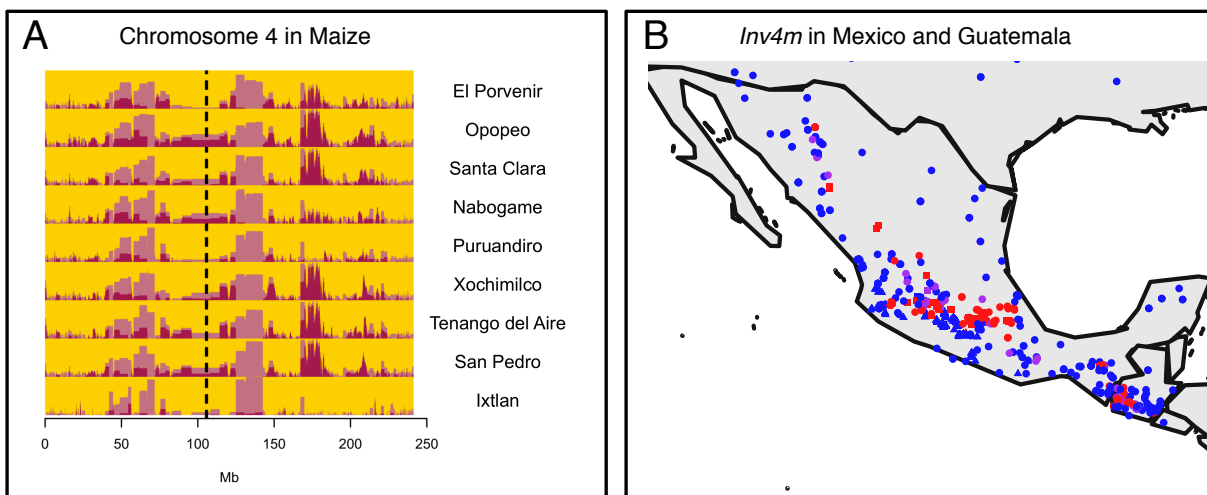 A
Chromosome 4 in Maize
El Porvenir
Opopeo
Santa Clara
Nabogame
Puruandiro
Xochimilco
Tenango del Aire
San Pedro
Ixtlan
0 50 100 150 200 250
Mb
B
Inv4m in Mexico and Guatemala